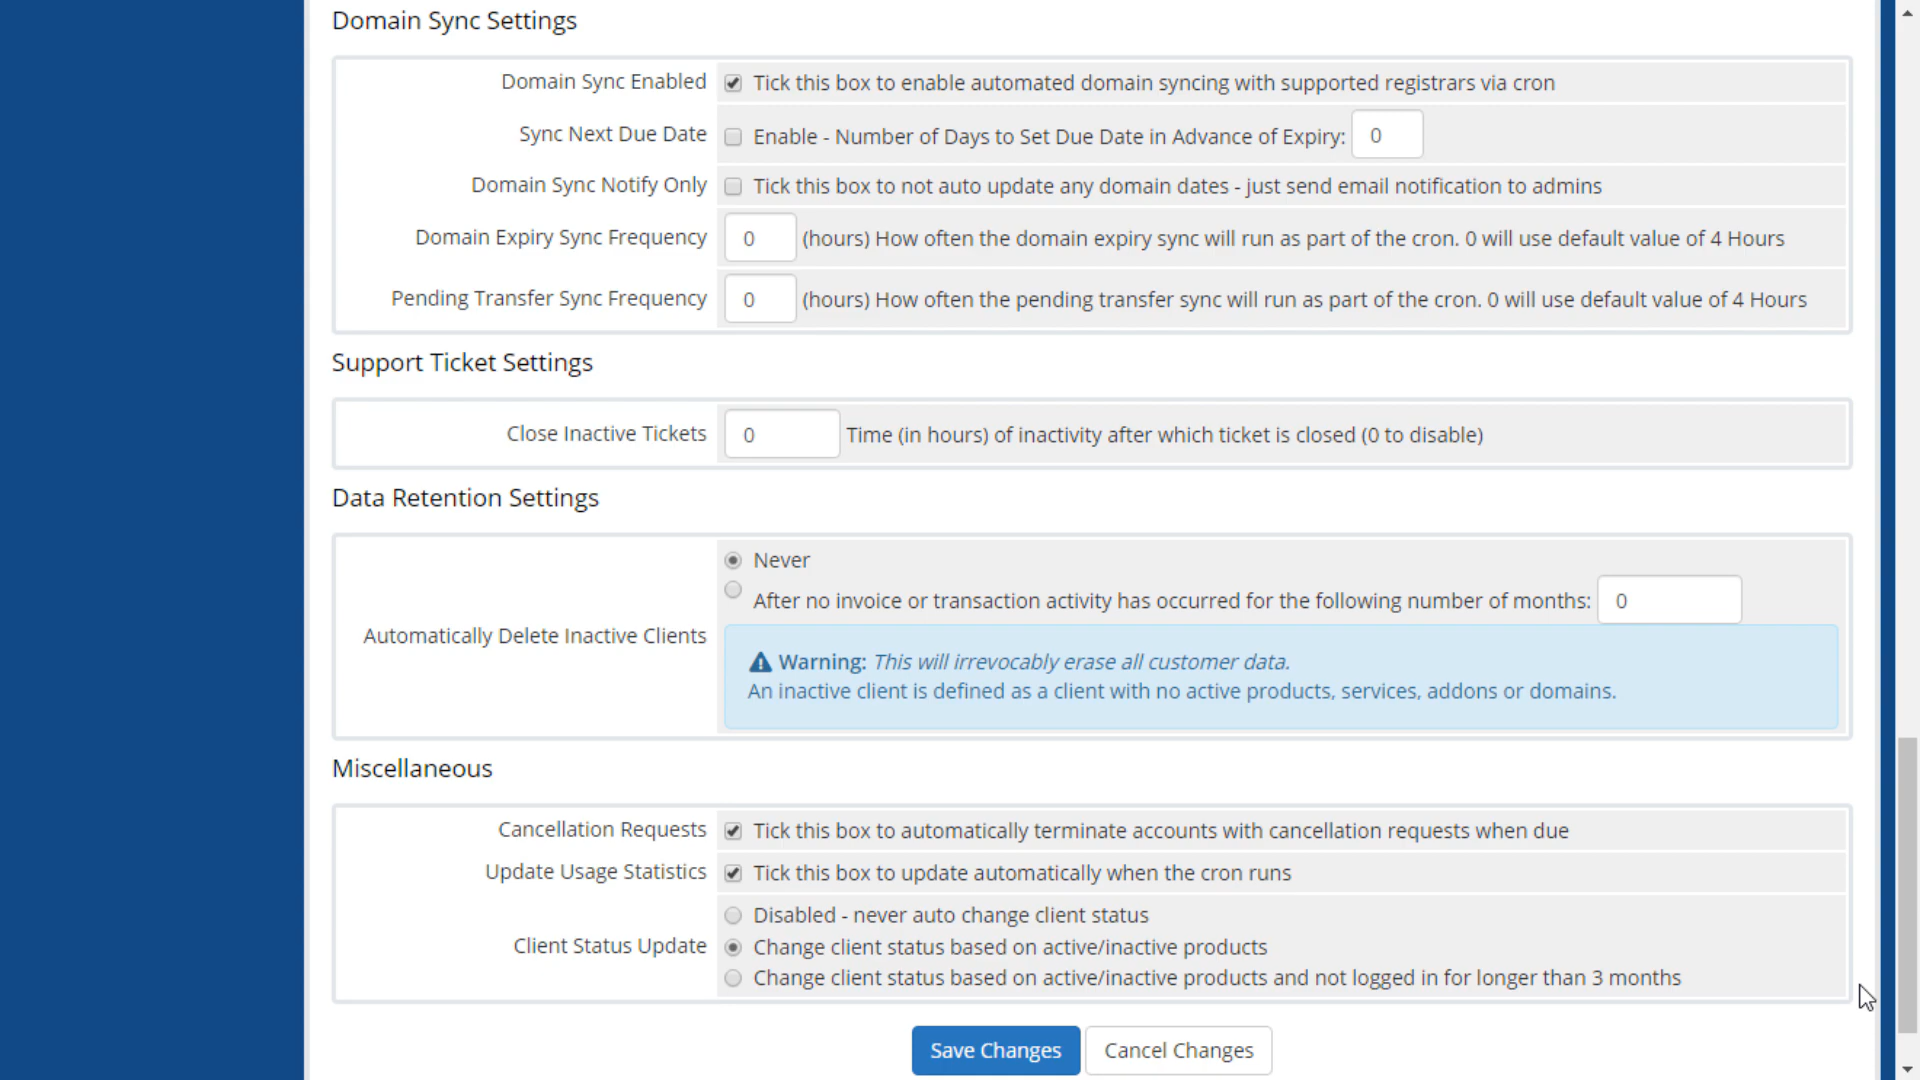 Domain Sync Settings
Domain Sync Enabled Tick this box to enable automated domain syncing with supported registrars via cron
Sync Next Due Date Enable - Number of Days to Set Due Date in Advance of Expiry: 0
Domain Sync Notify Only Tick this box to not auto update any domain dates - just send email notification to admins
Domain Expiry Sync Frequency 0 (hours) How often the domain expiry sync will run as part of the cron. 0 will use default value of 4 Hours
Pending Transfer Sync Frequency 0 (hours) How often the pending transfer sync will run as part of the cron. 0 will use default value of 4 Hours
Support Ticket Settings
Close Inactive Tickets 0 Time (in hours) of inactivity after which ticket is closed (0 to disable)
Data Retention Settings
Never
After no invoice or transaction activity has occurred for the following number of months: 0
Automatically Delete Inactive Clients
Warning: This will irrevocably erase all customer data.
An inactive client is defined as a client with no active products, services, addons or domains.
Miscellaneous
Cancellation Requests Tick this box to automatically terminate accounts with cancellation requests when due
Update Usage Statistics Tick this box to update automatically when the cron runs
Disabled - never auto change client status
Client Status Update Change client status based on active/inactive products
Change client status based on active/inactive products and not logged in for longer than 3 months
Save Changes Cancel Changes